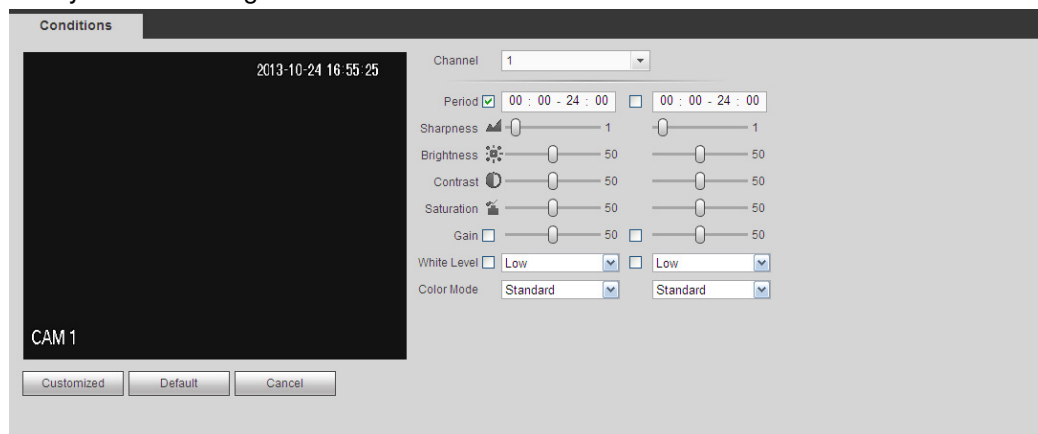 Conditions
2013-10-24 16:55:25
CAM 1
Customized Default Cancel
Channel 1
Period 00 : 00 - 24 : 00 00 : 00 - 24 : 00
Sharpness 1 1
Brightness 50 50
Contrast 50 50
Saturation 50 50
Gain 50 50
White Level Low Low
Color Mode Standard Standard